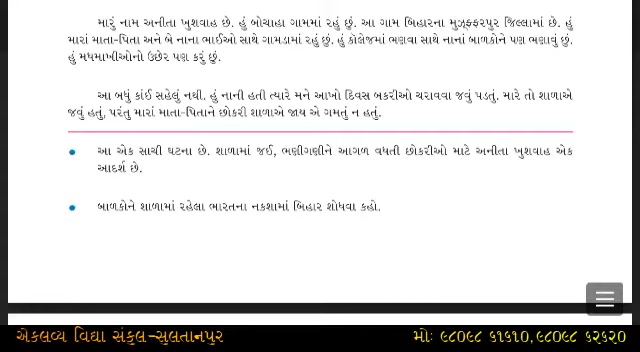 મારું નામ અનીતા ખુશવાહ છે. હું બોચાહા ગામમાં રહું છું. આ ગામ બિહારના મુઝફ્ફરપુર જિલ્લામાં છે. હું
મારાં માતા-પિતા અને બે નાના ભાઈઓ સાથે ગામડામાં રહું છું. હું કૉલેજમાં ભણવા સાથે નાનાં બાળકોને પણ ભણાવું છું.
હું મધમાખીઓનો ઉછેર પણ કરું છું.
આ બધું કાંઈ સહેલું નથી. હું નાની હતી ત્યારે મને આખો દિવસ બકરીઓ ચરાવવા જવું પડતું. મારે તો શાળાએ
જવું હતું, પરંતુ મારાં માતા-પિતાને છોકરી શાળાએ જાય એ ગમતું ન હતું.
• આ એક સાચી ઘટના છે. શાળામાં જઈ, ભણીગણીને આગળ વધતી છોકરીઓ માટે અનીતા ખુશવાહ એક
આદર્શ છે.
• બાળકોને શાળામાં રહેલા ભારતના નકશામાં બિહાર શોધવા કહો.
એકલવ્ય વિદ્યા સંકુલ-સુલતાનપુર
મો: ૯૮૦૯૮ ૬૧૬૧૦,૯૮૦૯૮ ૬૨૬૨૦